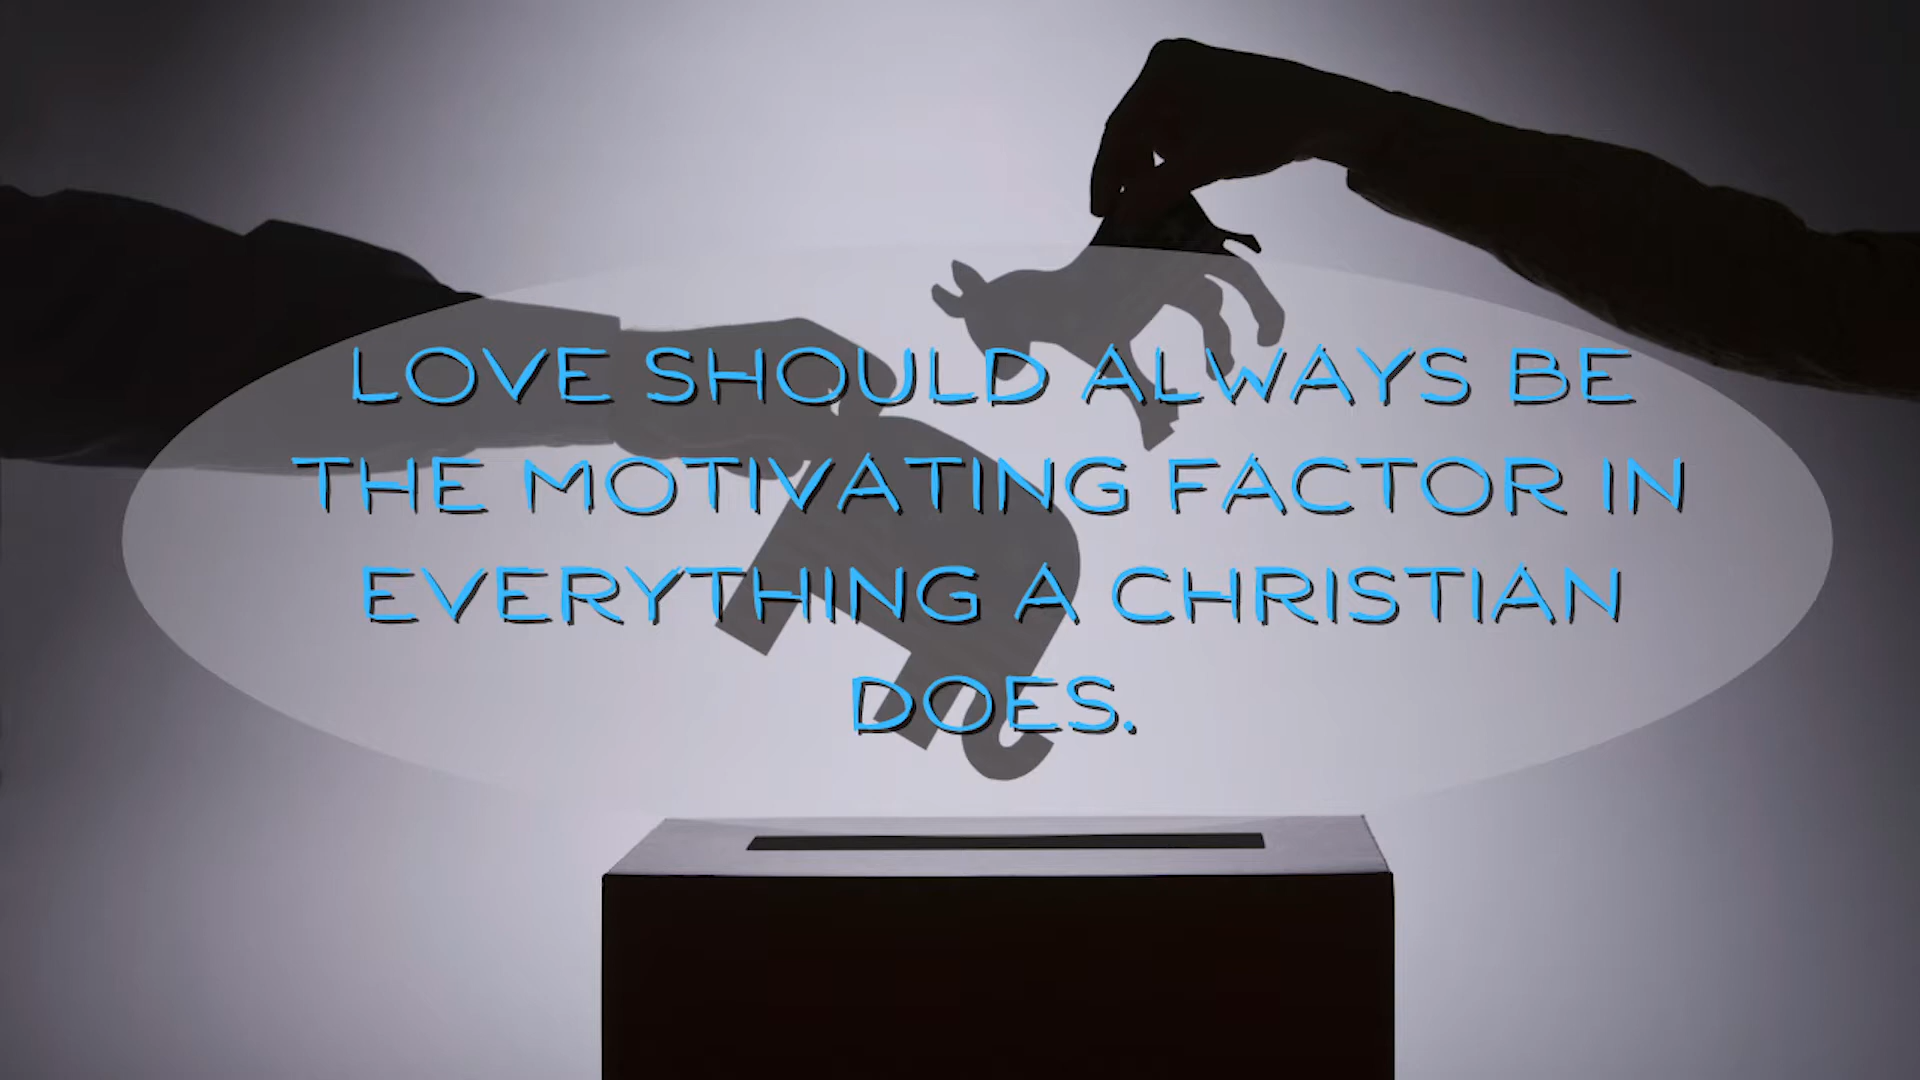 LOVE SHOULD ALWAYS BE
THE MOTIVATING FACTOR IN
EVERYTHING A CHRISTIAN
DOES.